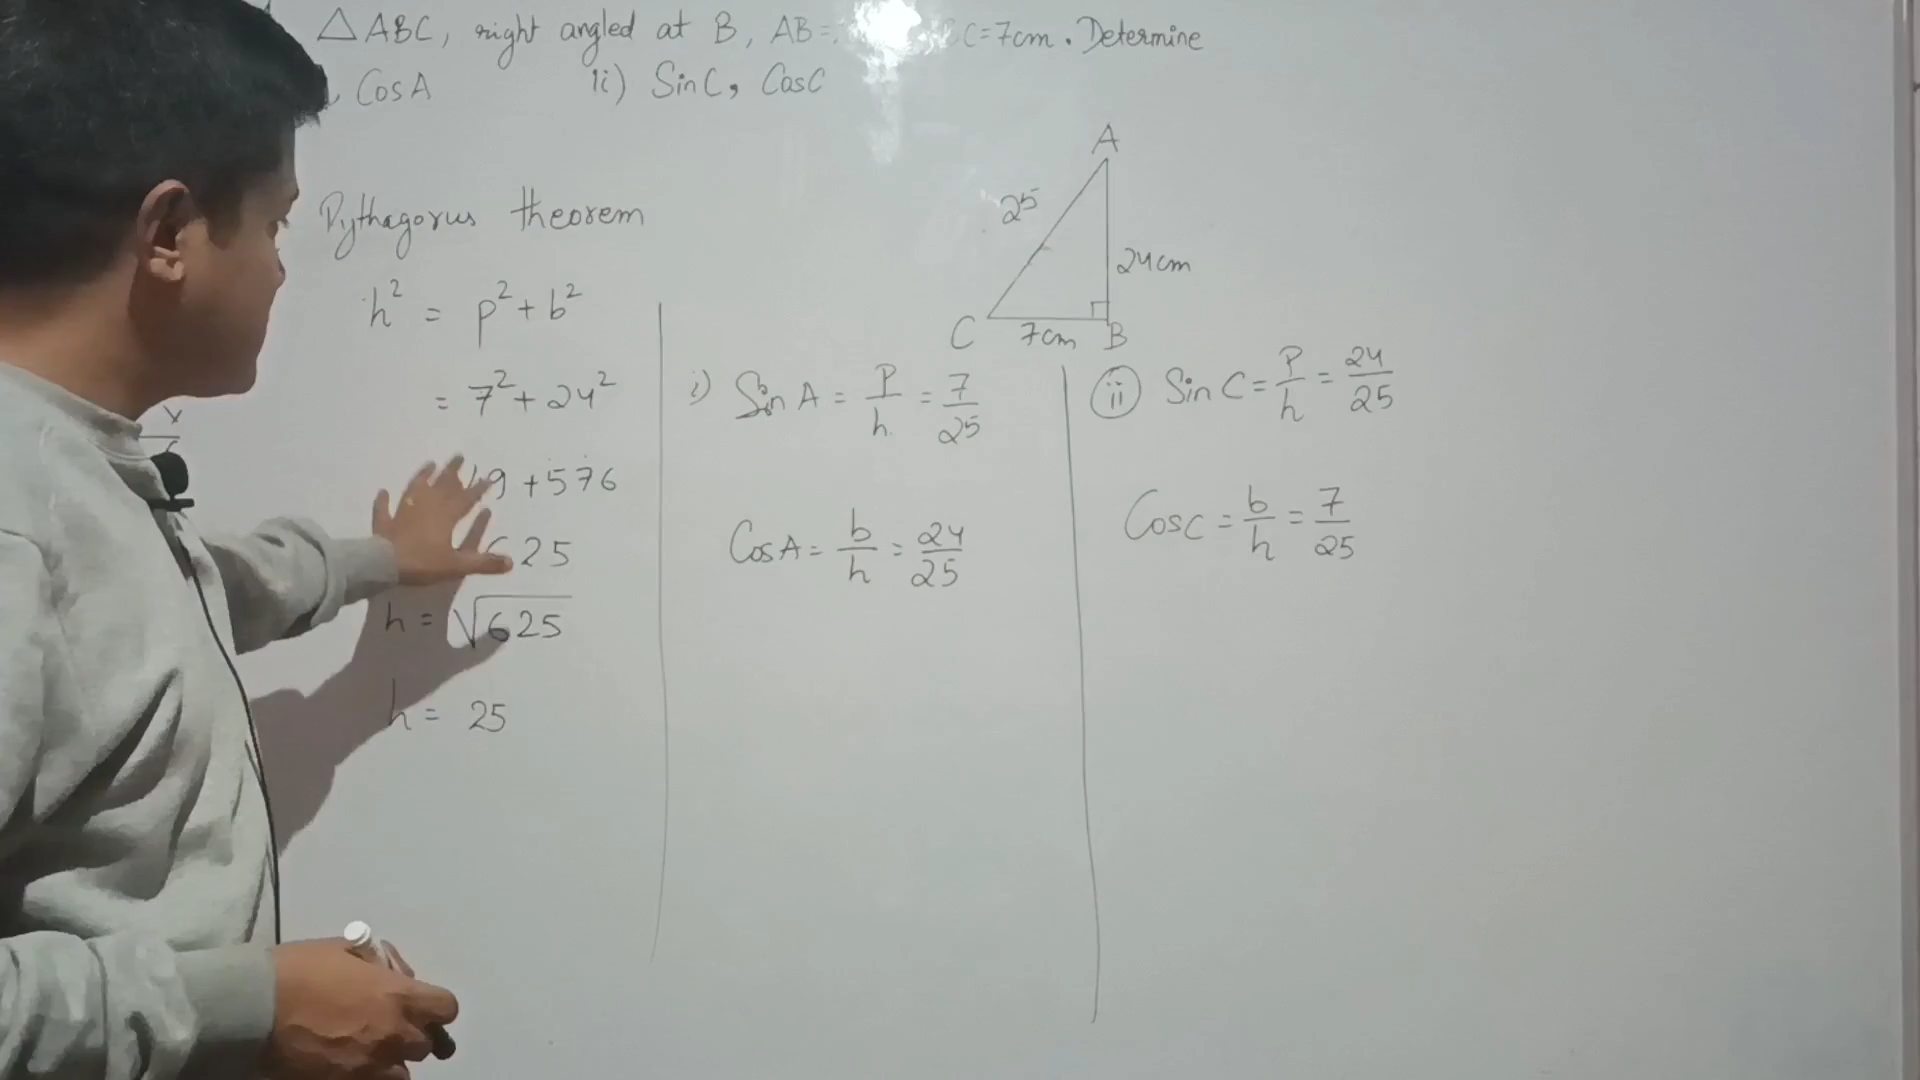 △ABC, right angled at B, AB= C=7cm. Determine
CosA ii) SinC, CosC
Pythagorus theorem
h² = p² + b²
= 7² + 24²
9 + 576
625
h = √625
h = 25
A
25
24cm
C 7cm B
i) Sin A = P/h = 7/25
CosA = b/h = 24/25
ii Sin C = P/h = 24/25
CosC = b/h = 7/25